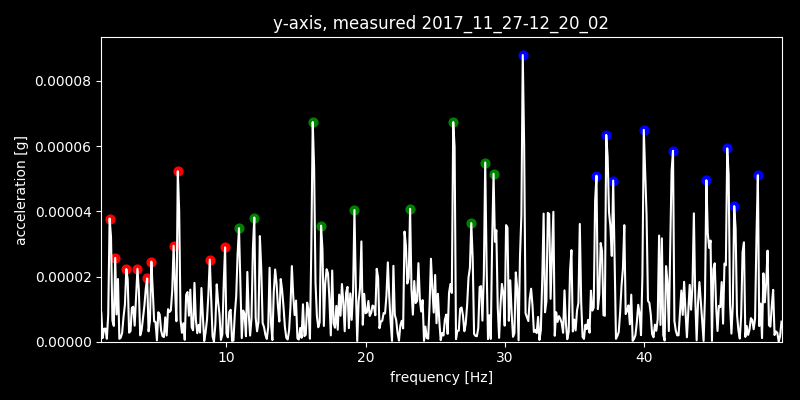 y-axis, measured 2017_11_27-12_20_02
0.00008
0.00006
0.00004
0.00002
0.00000
acceleration [g]
10 20 30 40
frequency [Hz]